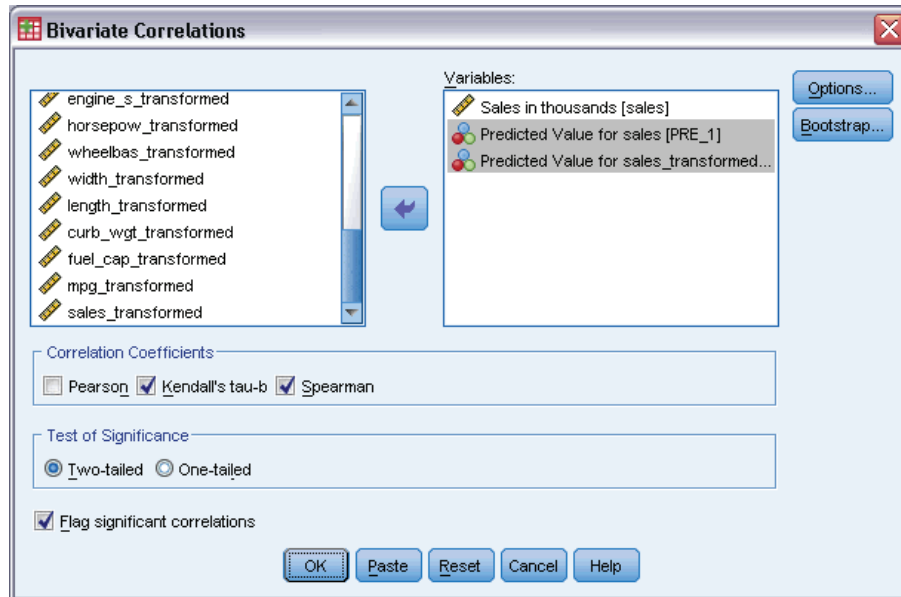 Bivariate Correlations
engine_s_transformed
horsepow_transformed
wheelbas_transformed
width_transformed
length_transformed
curb_wgt_transformed
fuel_cap_transformed
mpg_transformed
sales_transformed
Variables:
Sales in thousands [sales]
Predicted Value for sales [PRE_1]
Predicted Value for sales_transformed...
Options...
Bootstrap...
Correlation Coefficients
Pearson Kendall's tau-b Spearman
Test of Significance
Two-tailed One-tailed
Flag significant correlations
OK Paste Reset Cancel Help